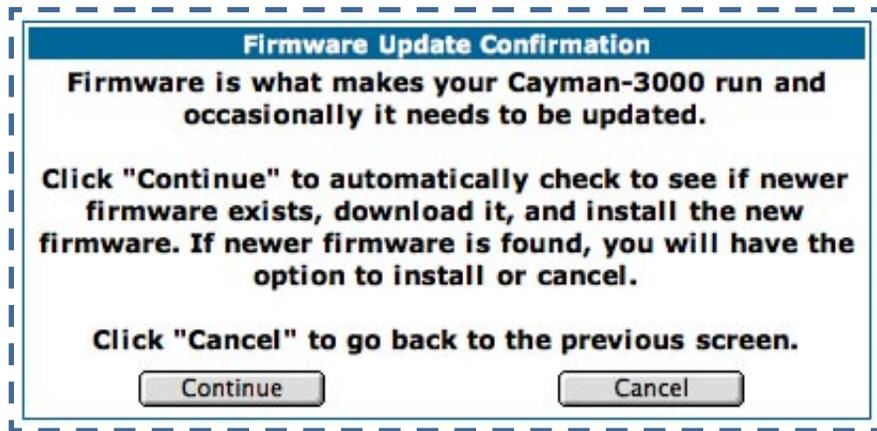 Firmware Update Confirmation
Firmware is what makes your Cayman-3000 run and
occasionally it needs to be updated.
Click "Continue" to automatically check to see if newer
firmware exists, download it, and install the new
firmware. If newer firmware is found, you will have the
option to install or cancel.
Click "Cancel" to go back to the previous screen.
Continue
Cancel